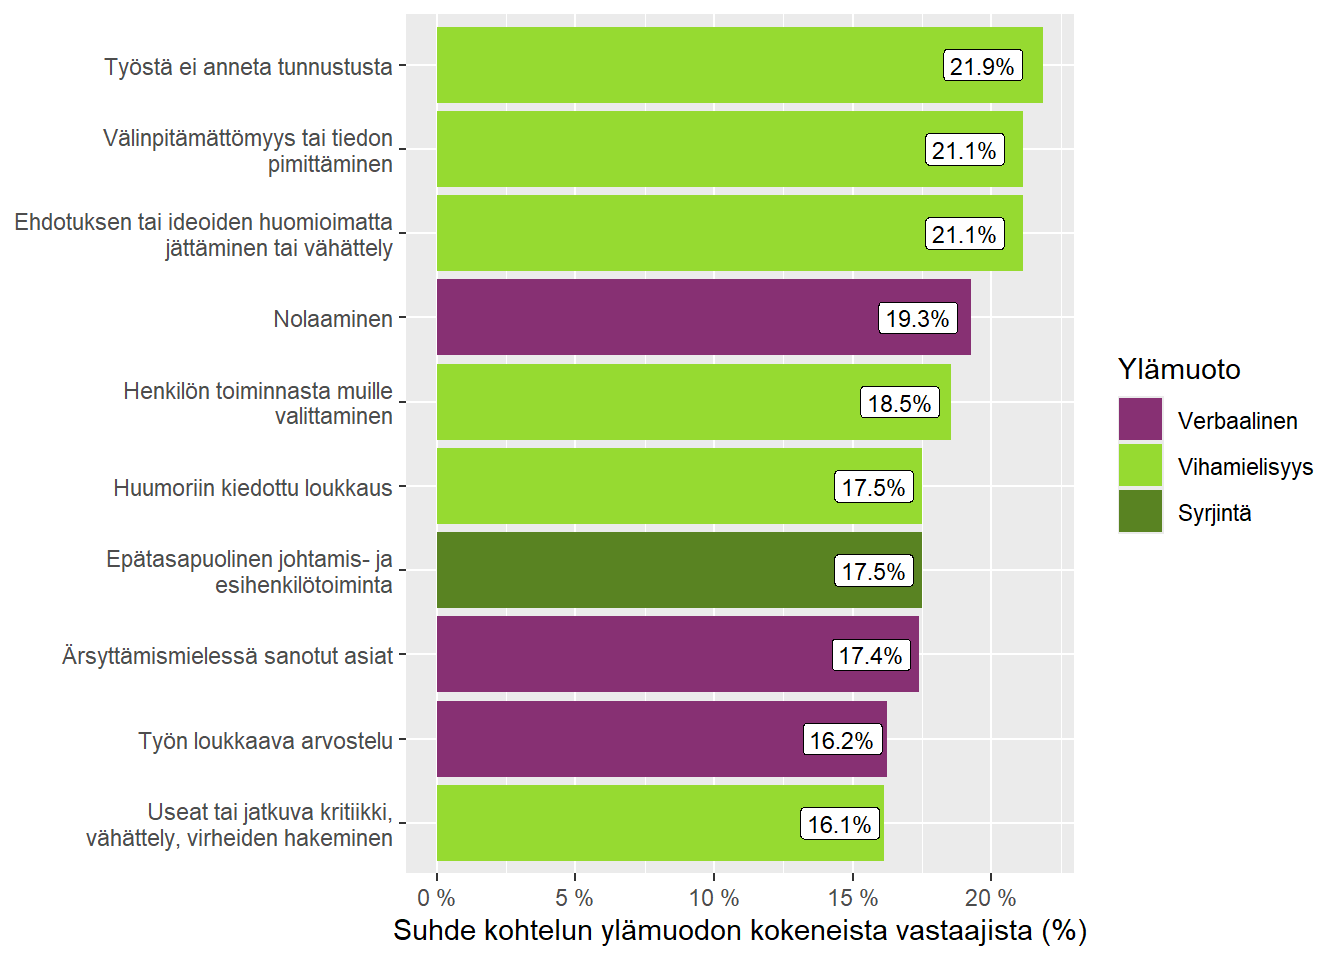 Työstä ei anneta tunnustusta
21.9%
Välinpitämättömyys tai tiedon
pimittäminen
21.1%
Ehdotuksen tai ideoiden huomioimatta
jättäminen tai vähättely
21.1%
Nolaaminen
19.3%
Henkilön toiminnasta muille
valittaminen
18.5%
Huumoriin kiedottu loukkaus
17.5%
Epätasapuolinen johtamis- ja
esihenkilötoiminta
17.5%
Ärsyttämismielessä sanotut asiat
17.4%
Työn loukkaava arvostelu
16.2%
Useat tai jatkuva kritiikki,
vähättely, virheiden hakeminen
16.1%
0 % 5 % 10 % 15 % 20 %
Suhde kohtelun ylämuodon kokeneista vastaajista (%)
Ylämuoto
Verbaalinen
Vihamielisyys
Syrjintä